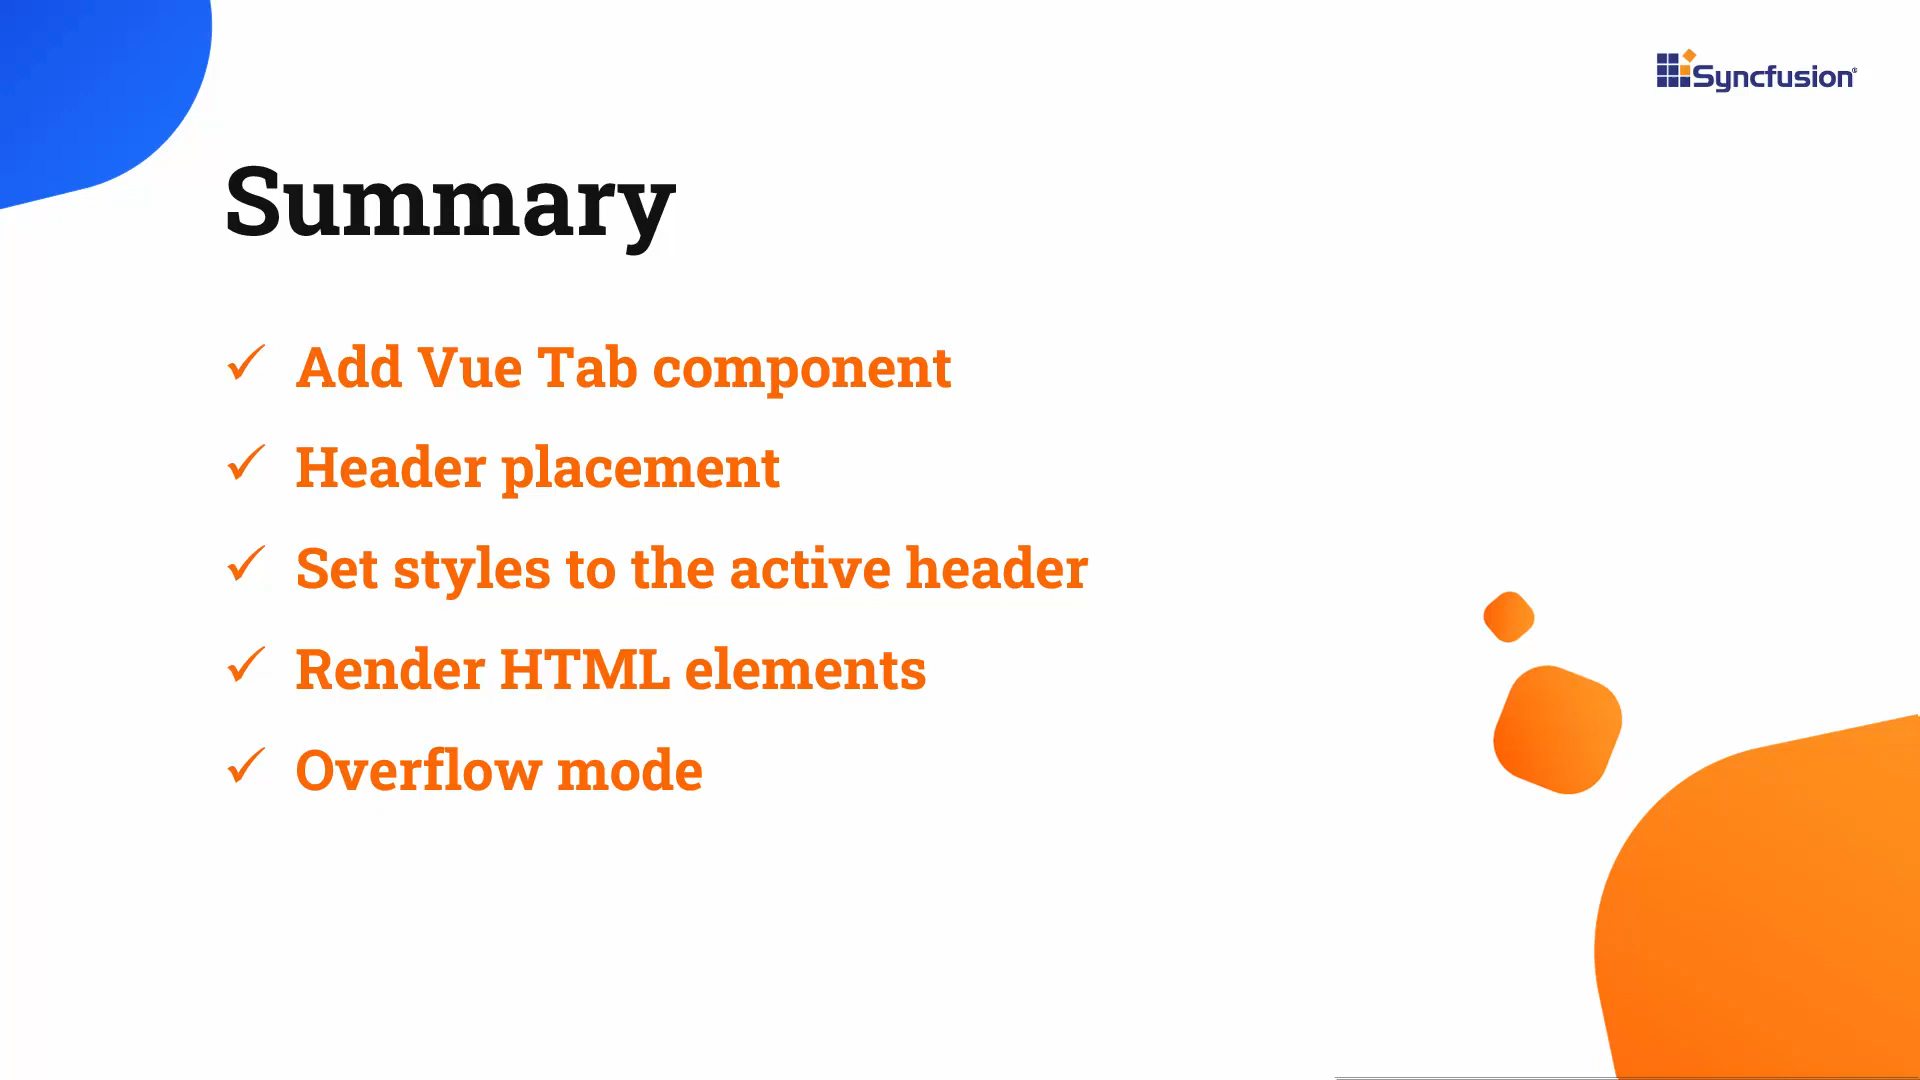 Syncfusion®
Summary
✓ Add Vue Tab component
✓ Header placement
✓ Set styles to the active header
✓ Render HTML elements
✓ Overflow mode